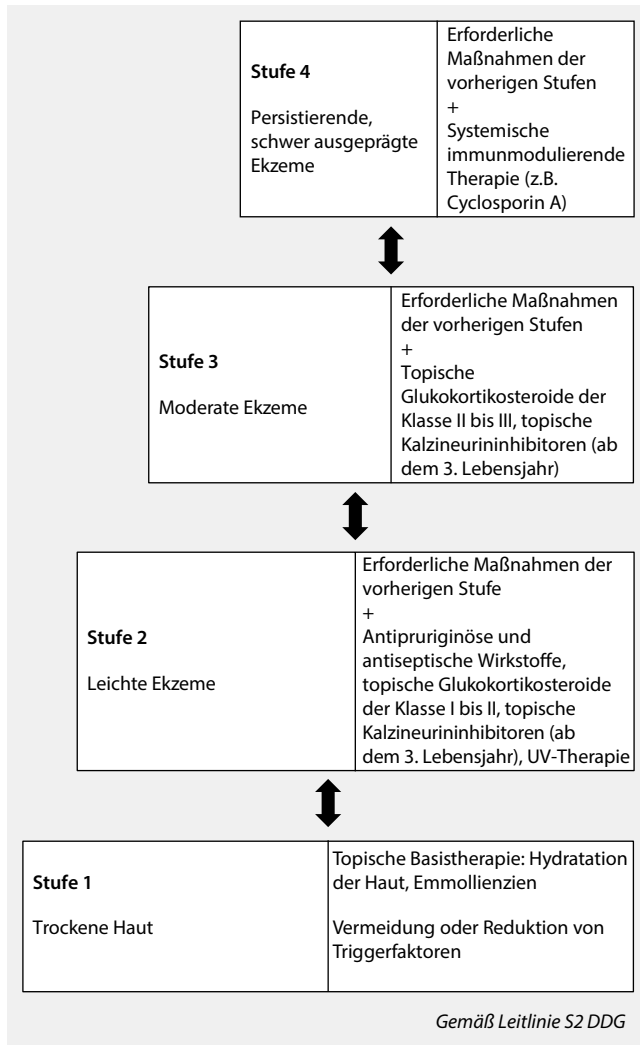 Stufe 4
Persistierende,
schwer ausgeprägte
Ekzeme
Erforderliche
Maßnahmen der
vorherigen Stufen
+
Systemische
immunmodulierende
Therapie (z.B.
Cyclosporin A)
Stufe 3
Moderate Ekzeme
Erforderliche Maßnahmen
der vorherigen Stufen
+
Topische
Glukokortikosteroide der
Klasse II bis III, topische
Kalzineurininhibitoren (ab
dem 3. Lebensjahr)
Stufe 2
Leichte Ekzeme
Erforderliche Maßnahmen der
vorherigen Stufe
+
Antipruriginöse und
antiseptische Wirkstoffe,
topische Glukokortikosteroide
der Klasse I bis II, topische
Kalzineurininhibitoren (ab
dem 3. Lebensjahr), UV-Therapie
Stufe 1
Trockene Haut
Topische Basistherapie: Hydratation
der Haut, Emmollienzien
Vermeidung oder Reduktion von
Triggerfaktoren
Gemäß Leitlinie S2 DDG